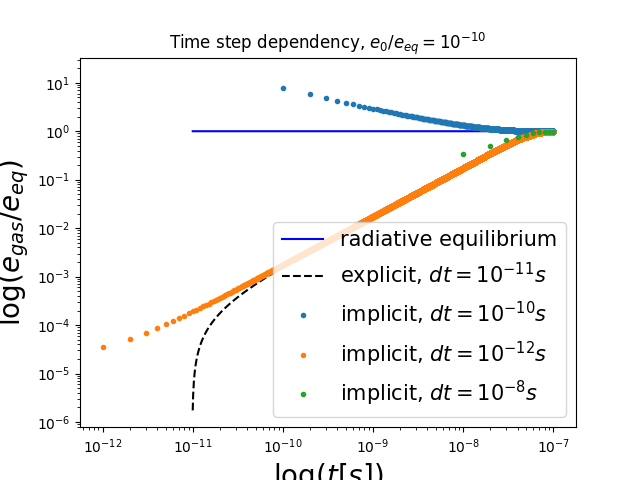 Time step dependency, $e_0/e_{eq} = 10^{-10}$
log($e_{gas}/e_{eq}$)
$10^1$
$10^0$
$10^{-1}$
$10^{-2}$
$10^{-3}$
$10^{-4}$
$10^{-5}$
$10^{-6}$
radiative equilibrium
explicit, $dt = 10^{-11}s$
implicit, $dt = 10^{-10}s$
implicit, $dt = 10^{-12}s$
implicit, $dt = 10^{-8}s$
$10^{-12}$ $10^{-11}$ $10^{-10}$ $10^{-9}$ $10^{-8}$ $10^{-7}$
log($t[s]$)